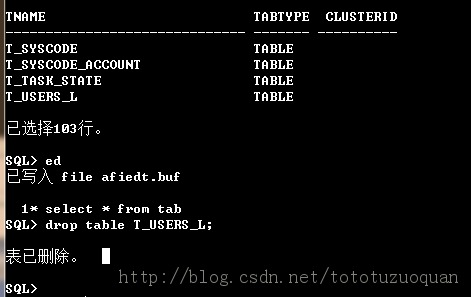 TNAME                          TABTYPE  CLUSTERID
------------------------------ ------- ----------
T_SYSCODE                      TABLE
T_SYSCODE_ACCOUNT              TABLE
T_TASK_STATE                   TABLE
T_USERS_L                      TABLE
已选择103行。
SQL> ed
已写入 file afiedt.buf
  1* select * from tab
SQL> drop table T_USERS_L;
表已删除。
http://blog.csdn.net/tototuzuoquan
SQL>